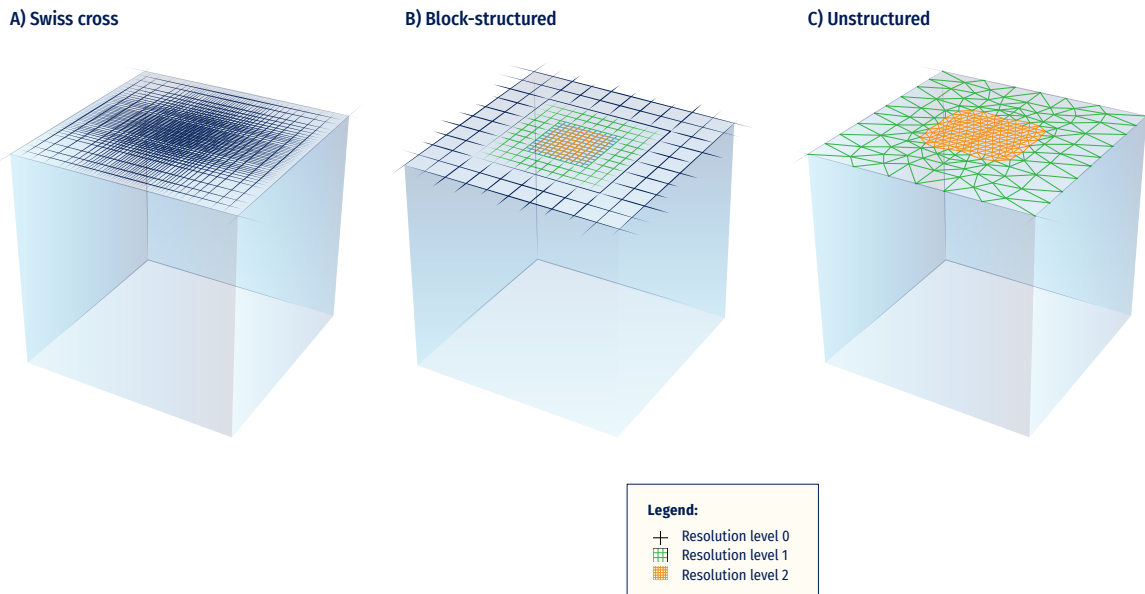 A) Swiss cross
B) Block-structured
C) Unstructured
Legend:
Resolution level 0
Resolution level 1
Resolution level 2